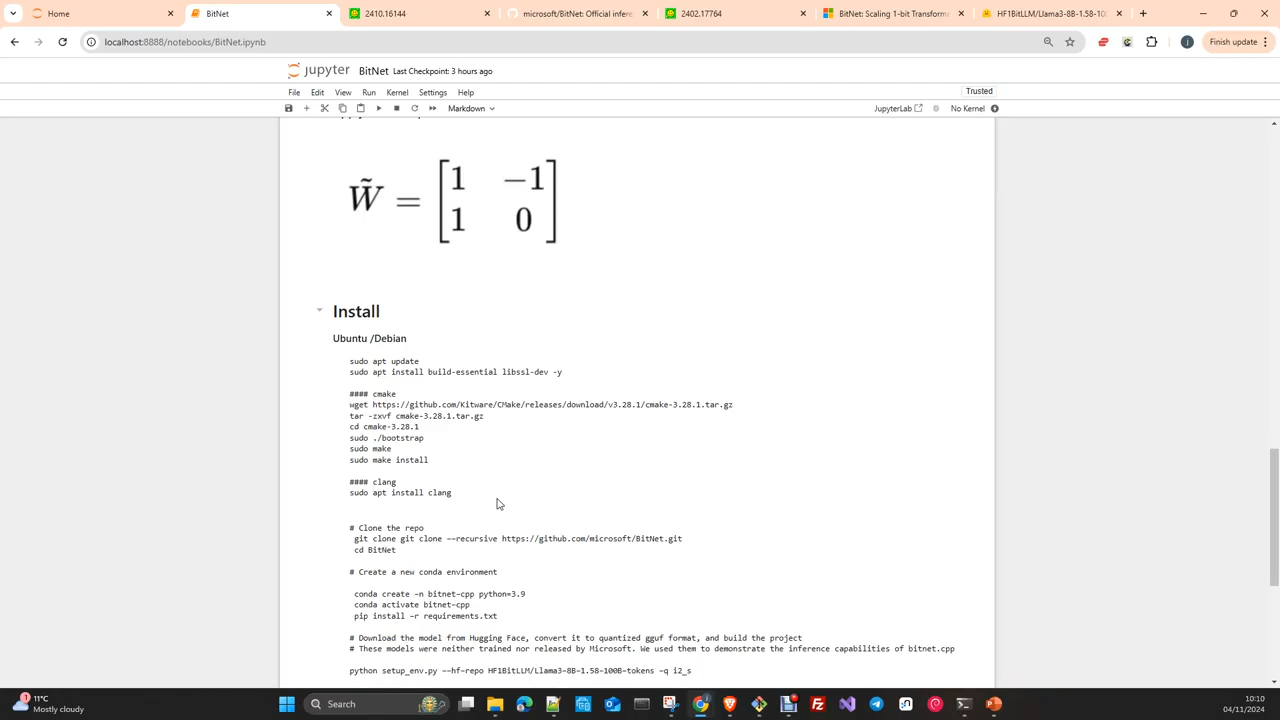 Home
BitNet
2410.16144
microsoft/BitNet: Official infere
2402.17764
BitNet: Scaling 1-bit Transform
HF1BitLLM/Llama3-8B-1.58-100
localhost:8888/notebooks/BitNet.ipynb
Finish update
jupyter BitNet Last Checkpoint: 3 hours ago
File Edit View Run Kernel Settings Help
Trusted
Markdown
JupyterLab
No Kernel
W̃ = [1 −1
1 0]
Install
Ubuntu /Debian
sudo apt update
sudo apt install build-essential libssl-dev -y
#### cmake
wget https://github.com/Kitware/CMake/releases/download/v3.28.1/cmake-3.28.1.tar.gz
tar -zxvf cmake-3.28.1.tar.gz
cd cmake-3.28.1
sudo ./bootstrap
sudo make
sudo make install
#### clang
sudo apt install clang
# Clone the repo
git clone git clone --recursive https://github.com/microsoft/BitNet.git
cd BitNet
# Create a new conda environment
conda create -n bitnet-cpp python=3.9
conda activate bitnet-cpp
pip install -r requirements.txt
# Download the model from Hugging Face, convert it to quantized gguf format, and build the project
# These models were neither trained nor released by Microsoft. We used them to demonstrate the inference capabilities of bitnet.cpp
python setup_env.py --hf-repo HF1BitLLM/Llama3-8B-1.58-100B-tokens -q i2_s
11°C
Mostly cloudy
Search
10:10
04/11/2024